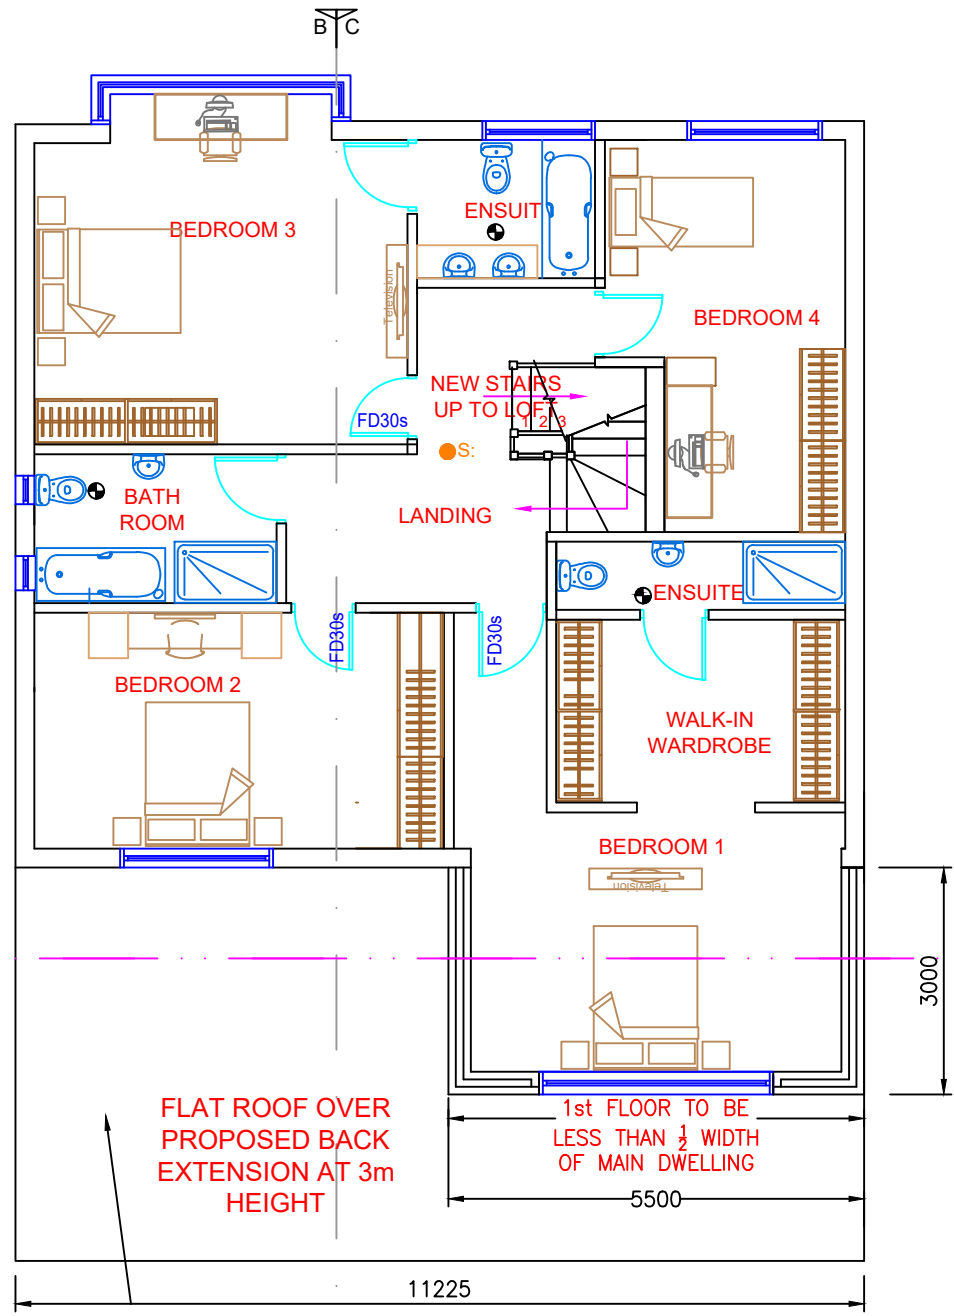 B C
ENSUIT
BEDROOM 3
Television
BEDROOM 4
NEW STAIRS
UP TO LOFT
1 2 3
FD30s
S:
BATH
ROOM
LANDING
ENSUITE
FD30s
FD30s
BEDROOM 2
WALK-IN
WARDROBE
BEDROOM 1
Television
3000
FLAT ROOF OVER
PROPOSED BACK
EXTENSION AT 3m
HEIGHT
1st FLOOR TO BE
LESS THAN ½ WIDTH
OF MAIN DWELLING
5500
11225